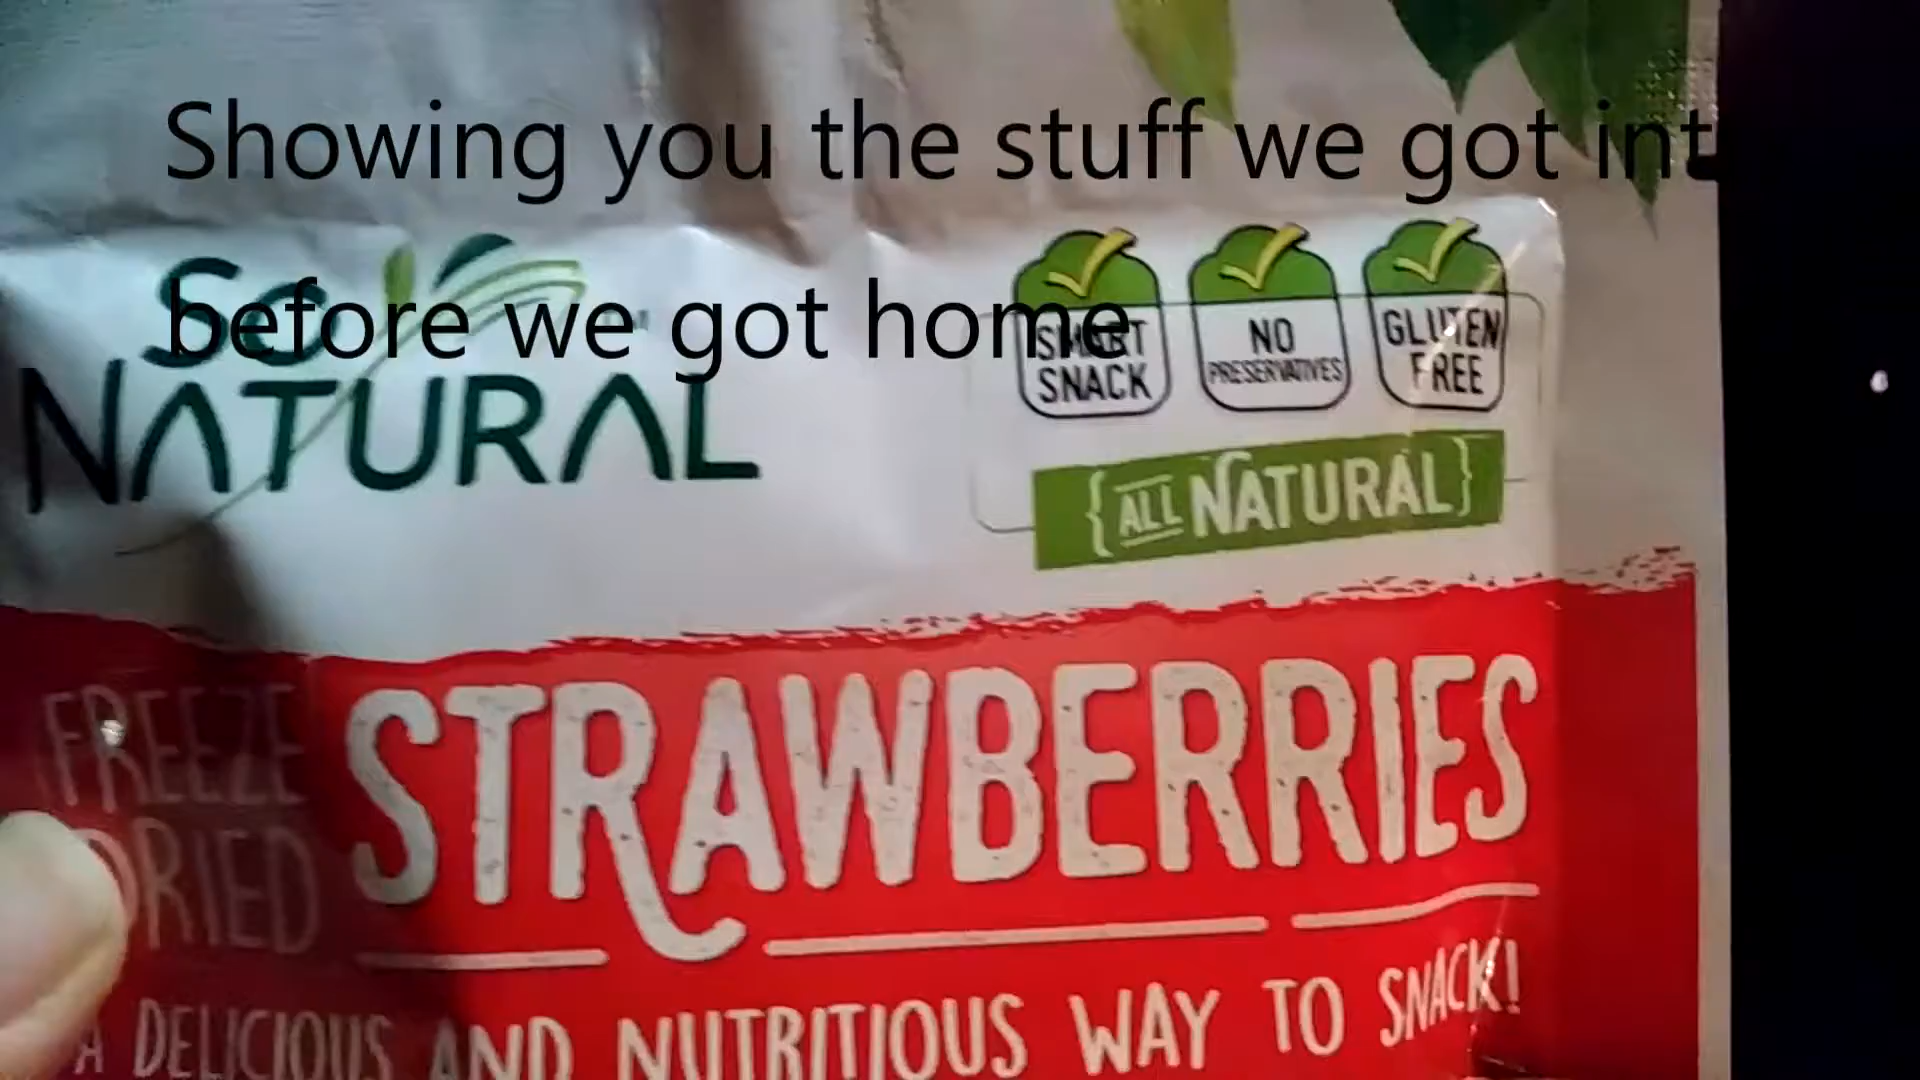 Showing you the stuff we got int
before we got home
So
NATURAL
SMART
SNACK
NO
PRESERVATIVES
GLUTEN
FREE
{ALL NATURAL}
FREEZE
DRIED
STRAWBERRIES
A DELICIOUS AND NUTRITIOUS WAY TO SNACK!